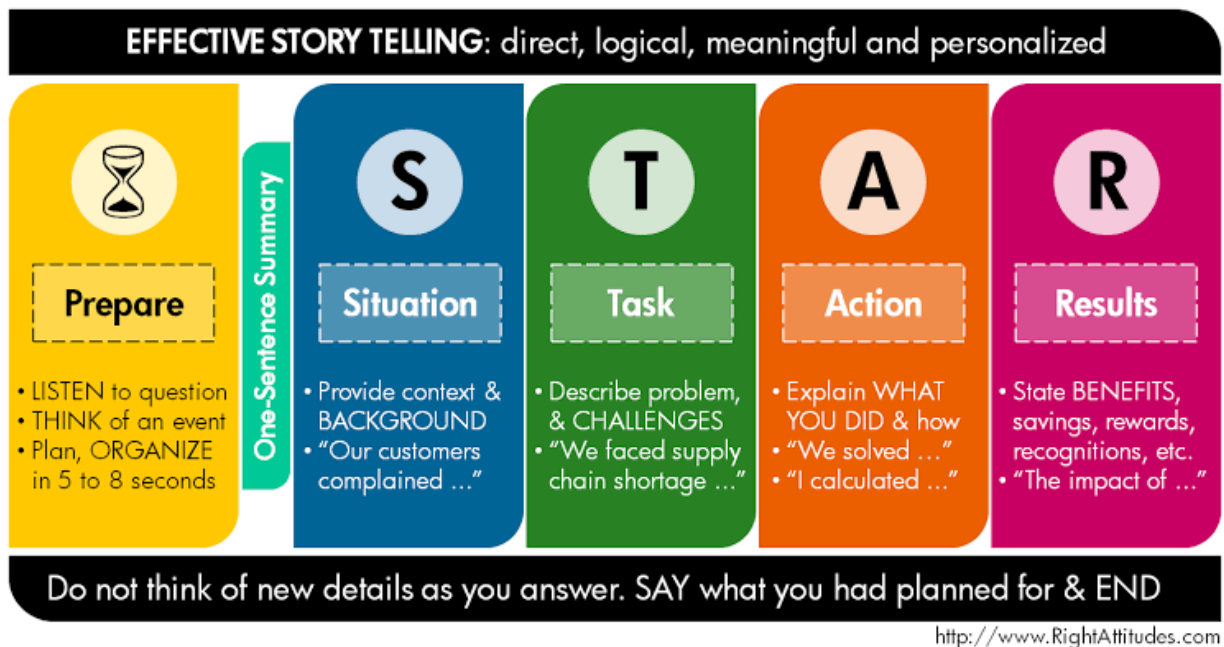 EFFECTIVE STORY TELLING: direct, logical, meaningful and personalized
Prepare
• LISTEN to question
• THINK of an event
• Plan, ORGANIZE
in 5 to 8 seconds
One-Sentence Summary
S
Situation
• Provide context &
BACKGROUND
• “Our customers
complained ...”
T
Task
• Describe problem,
& CHALLENGES
• “We faced supply
chain shortage ...”
A
Action
• Explain WHAT
YOU DID & how
• “We solved ...”
• “I calculated ...”
R
Results
• State BENEFITS,
savings, rewards,
recognitions, etc.
• “The impact of ...”
Do not think of new details as you answer. SAY what you had planned for & END
http://www.RightAttitudes.com